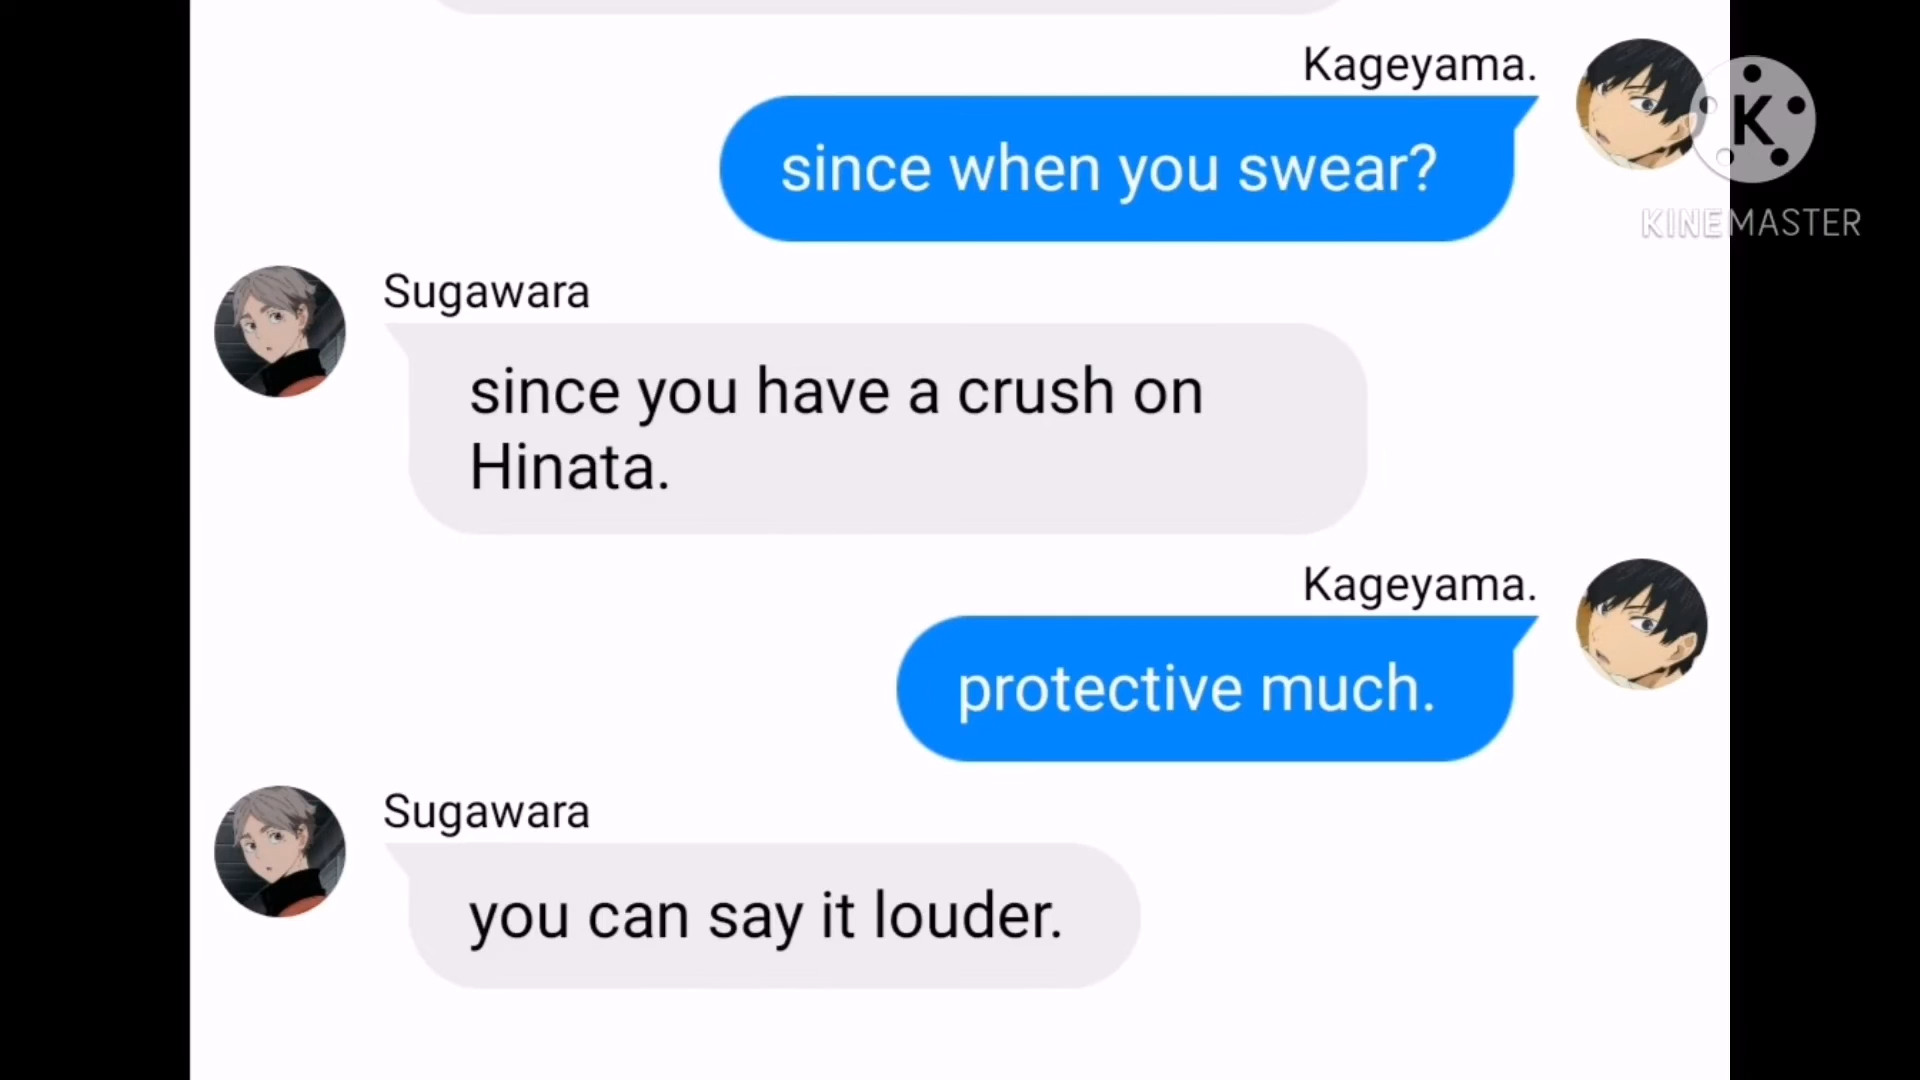 Kageyama.
since when you swear?
K
KINEMASTER
Sugawara
since you have a crush on
Hinata.
Kageyama.
protective much.
Sugawara
you can say it louder.